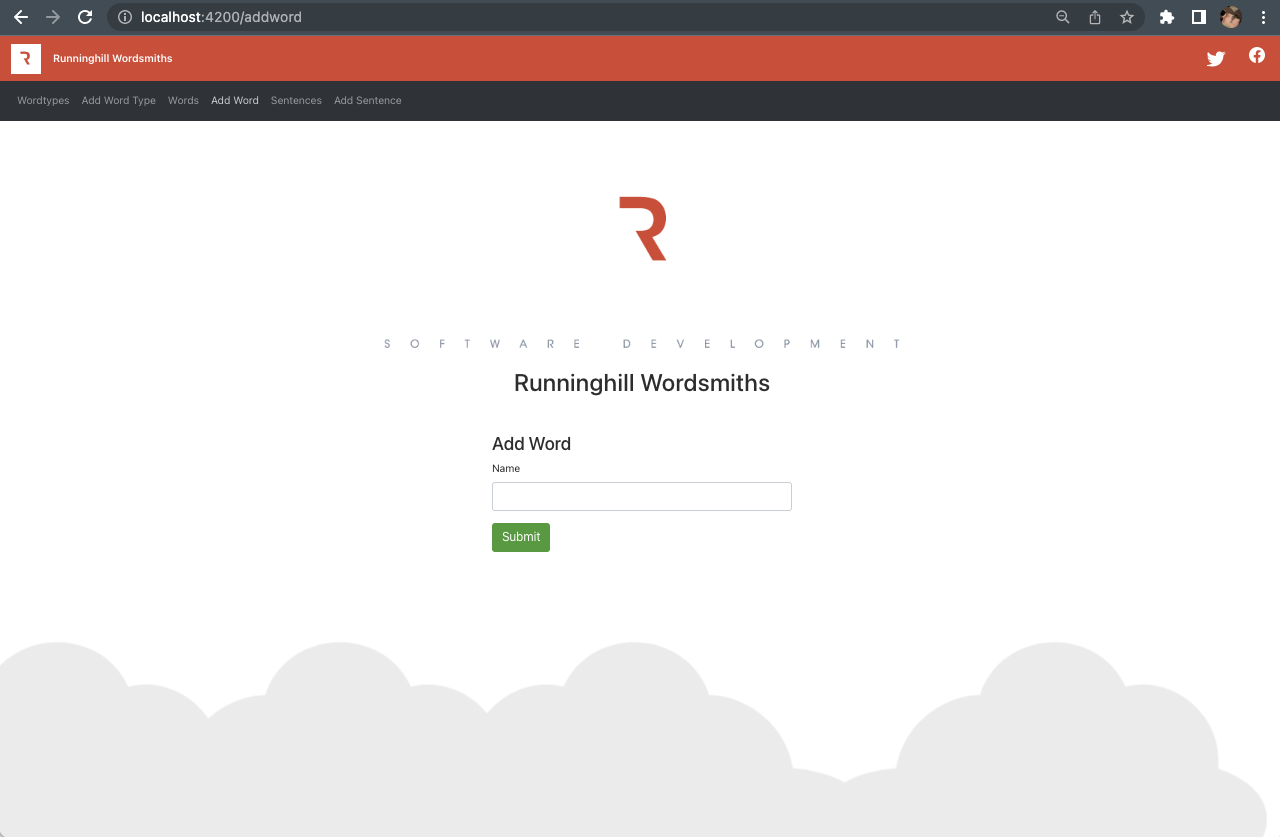 localhost:4200/addword
Runninghill Wordsmiths
Wordtypes Add Word Type Words Add Word Sentences Add Sentence
SOFTWARE DEVELOPMENT
Runninghill Wordsmiths
Add Word
Name
Submit